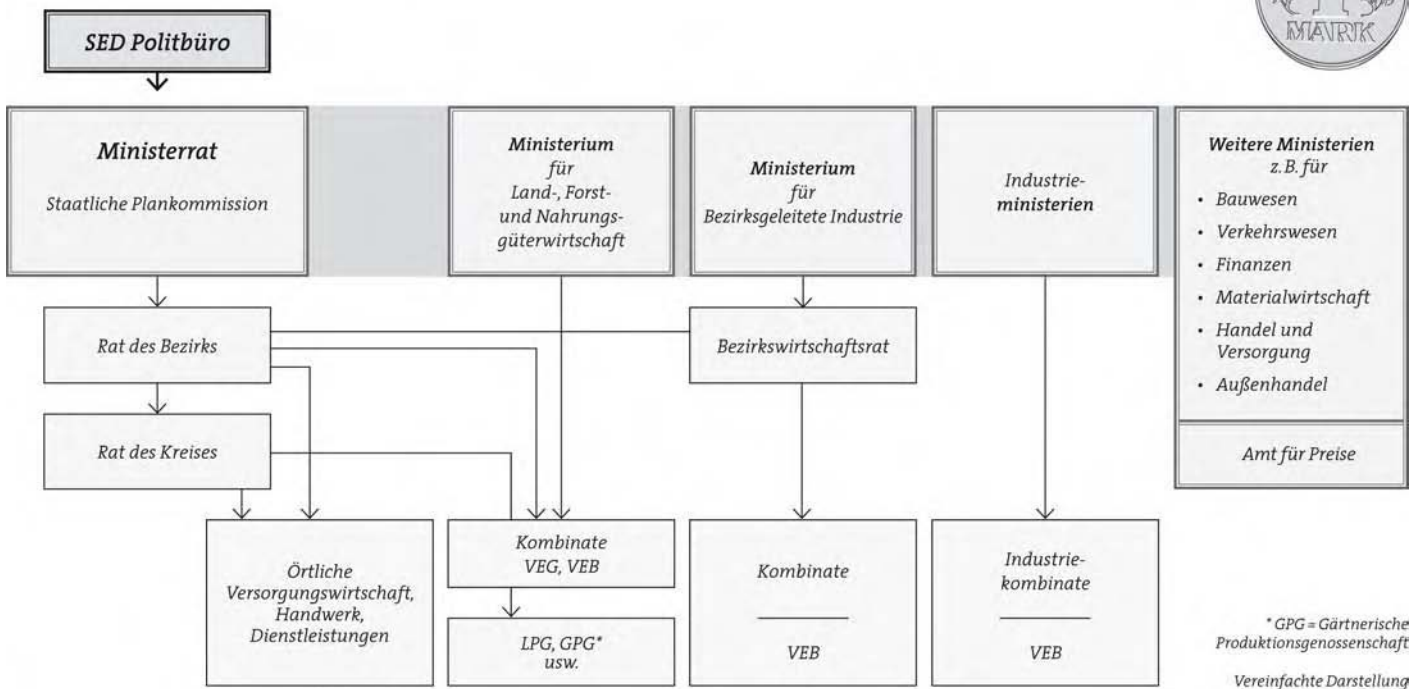 MARK
SED Politbüro
Ministerrat
Staatliche Plankommission
Ministerium
für
Land-, Forst-
und Nahrungs-
güterwirtschaft
Ministerium
für
Bezirksgeleitete Industrie
Industrie-
ministerien
Weitere Ministerien
z. B. für
• Bauwesen
• Verkehrswesen
• Finanzen
• Materialwirtschaft
• Handel und
Versorgung
• Außenhandel
Amt für Preise
Rat des Bezirks
Bezirkswirtschaftsrat
Rat des Kreises
Örtliche
Versorgungswirtschaft,
Handwerk,
Dienstleistungen
Kombinate
VEG, VEB
LPG, GPG*
usw.
Kombinate
VEB
Industrie-
kombinate
VEB
* GPG = Gärtnerische
Produktionsgenossenschaft
Vereinfachte Darstellung